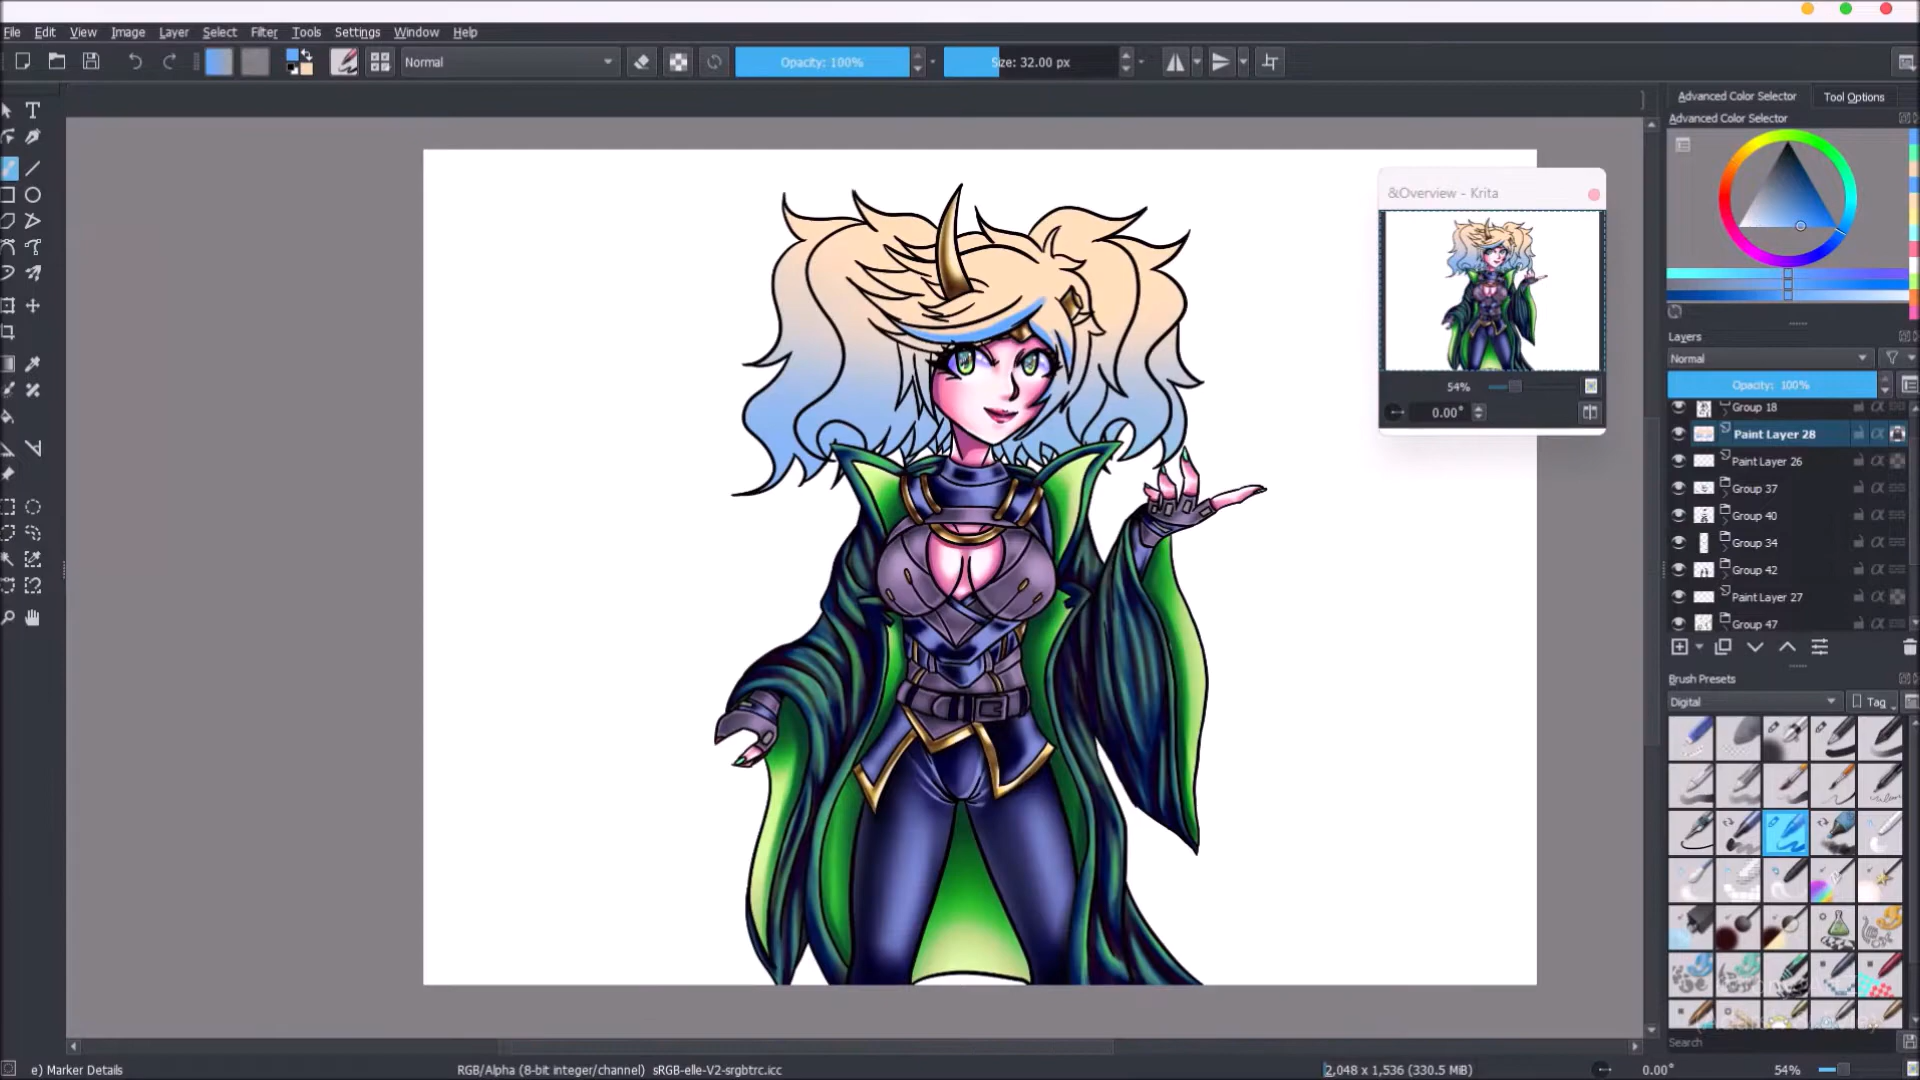 File Edit View Image Layer Select Filter Tools Settings Window Help
Normal
Opacity: 100%
Size: 32.00 px
Advanced Color Selector
Tool Options
Advanced Color Selector
&Overview - Krita
54%
0.00°
Layers
Normal
Opacity: 100%
Group 18
Paint Layer 28
Paint Layer 26
Group 37
Group 40
Group 34
Group 42
Paint Layer 27
Group 47
Brush Presets
Digital
Tag
Search
e) Marker Details
RGB/Alpha (8-bit integer/channel) sRGB-elle-V2-srgbtrc.icc
2,048 x 1,536 (330.5 MiB)
0.00°
54%